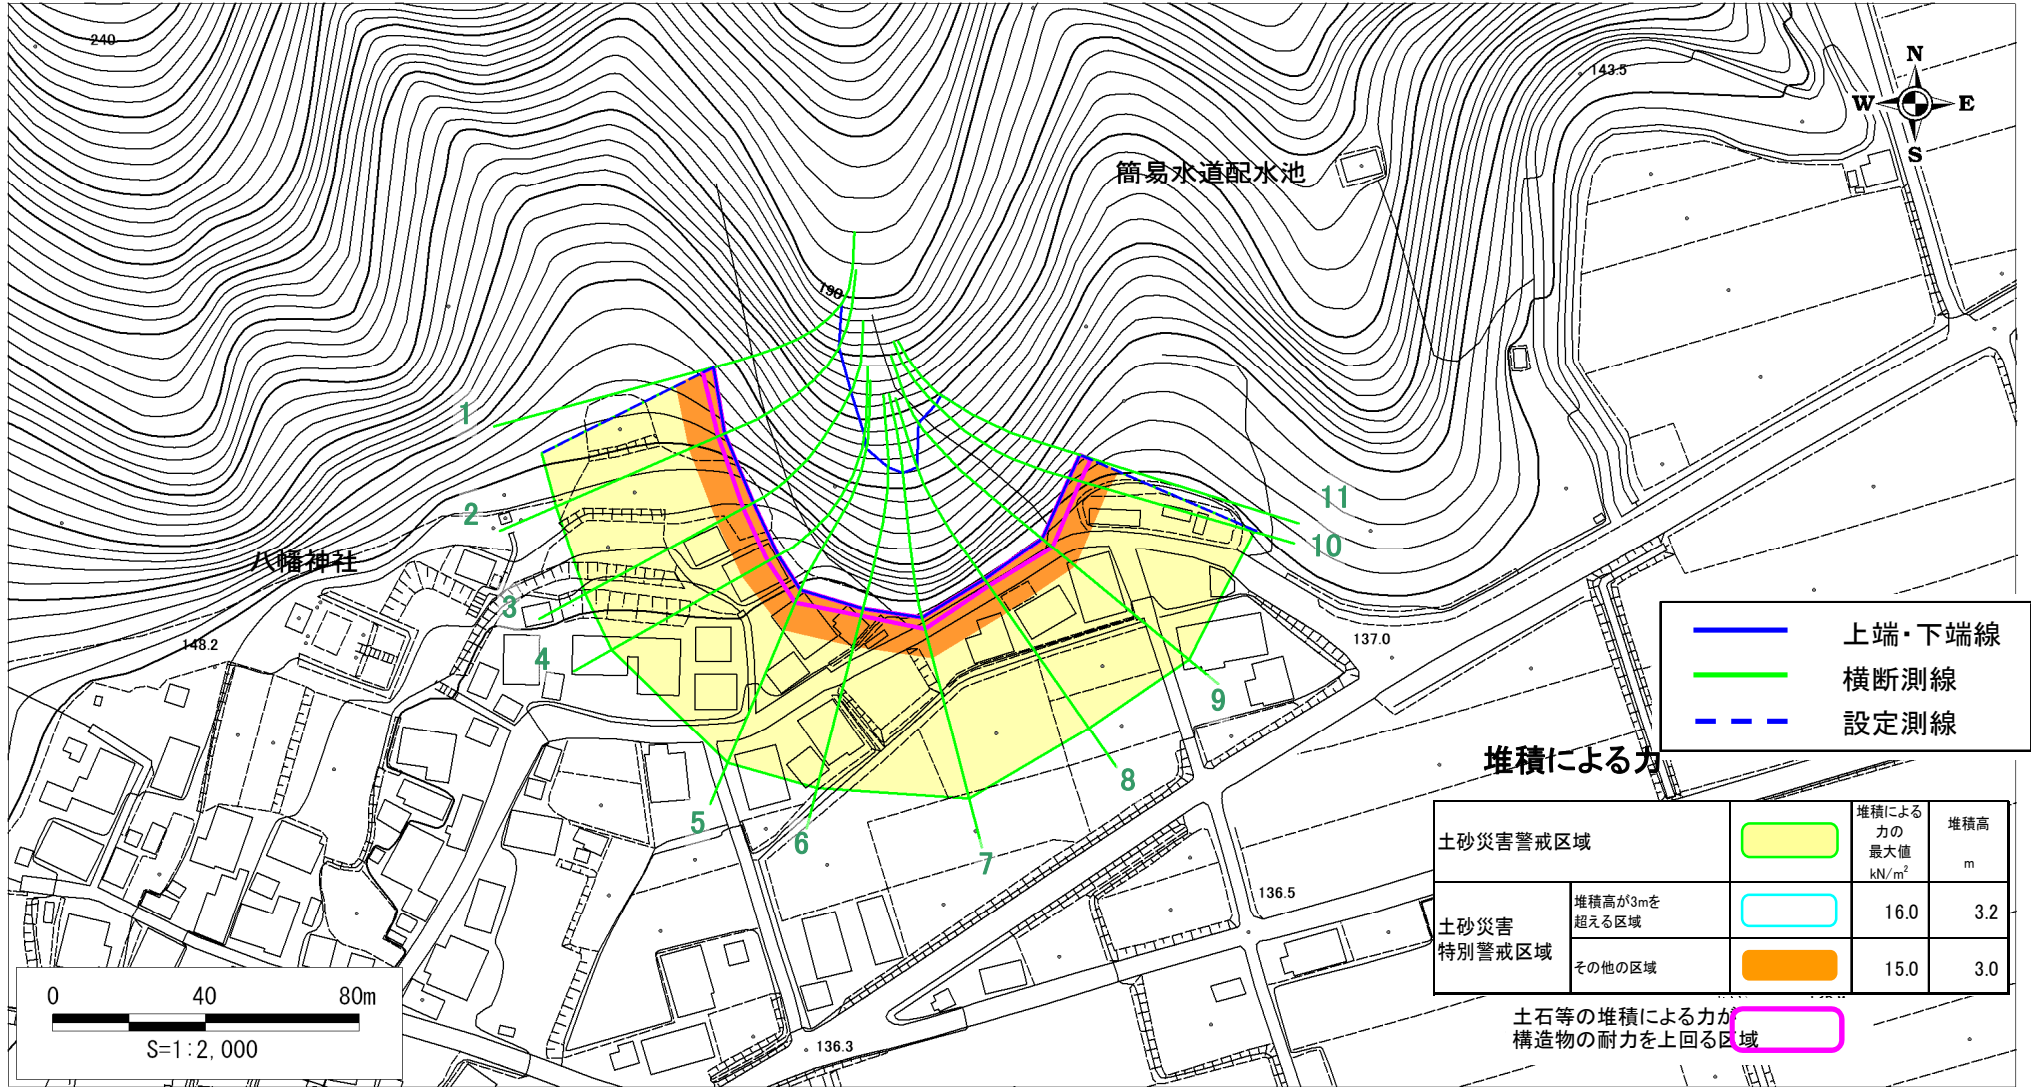 240
143.5
N
W E
S
簡易水道配水池
190
1
2
八幡神社
3
148.2
4
5
6
7
8
9
10
11
137.0
上端・下端線
横断測線
設定測線
堆積による力
堆積による
力の
最大値
kN/m²
堆積高
m
土砂災害警戒区域
土砂災害
特別警戒区域
堆積高が3mを
超える区域
16.0 3.2
その他の区域
15.0 3.0
土石等の堆積による力が
構造物の耐力を上回る区域
136.5
136.3
0 40 80m
S=1:2,000